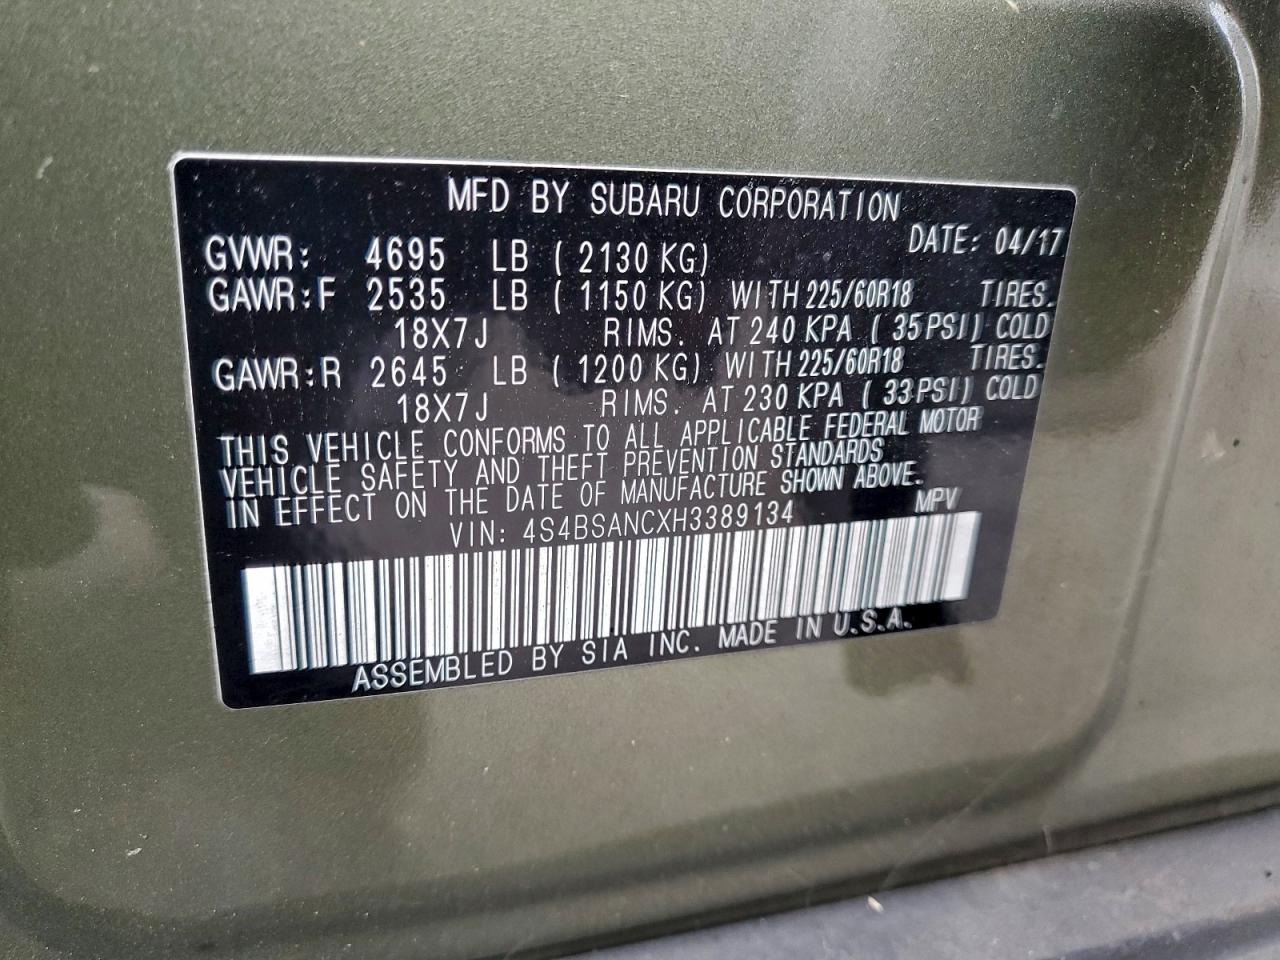 MFD BY SUBARU CORPORATION
DATE: 04/17
GVWR: 4695 LB ( 2130 KG)
GAWR:F 2535 LB ( 1150 KG) WITH 225/60R18 TIRES.
18X7J RIMS. AT 240 KPA ( 35 PSI) COLD
GAWR:R 2645 LB ( 1200 KG) WITH 225/60R18 TIRES.
18X7J RIMS. AT 230 KPA ( 33 PSI) COLD
THIS VEHICLE CONFORMS TO ALL APPLICABLE FEDERAL MOTOR
VEHICLE SAFETY AND THEFT PREVENTION STANDARDS
IN EFFECT ON THE DATE OF MANUFACTURE SHOWN ABOVE.
VIN: 4S4BSANCXH3389134 MPV
ASSEMBLED BY SIA INC. MADE IN U.S.A.